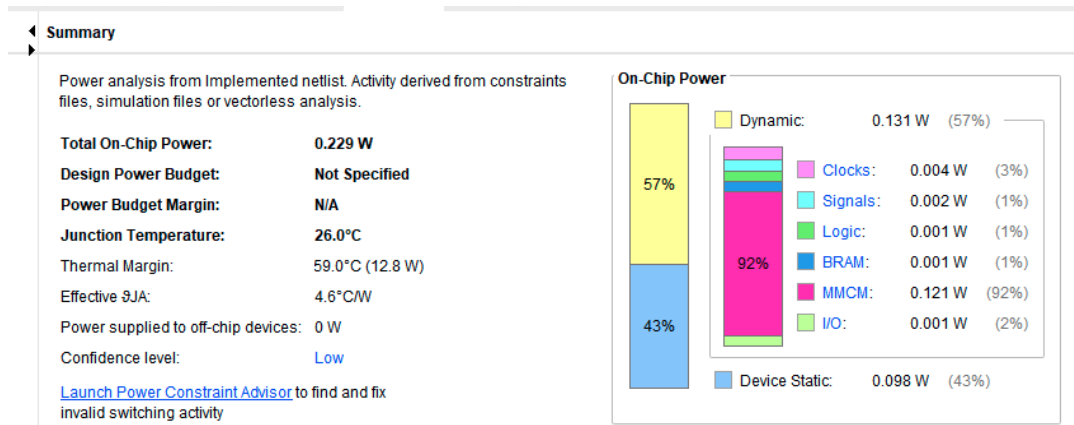 Summary
Power analysis from Implemented netlist. Activity derived from constraints
files, simulation files or vectorless analysis.
Total On-Chip Power: 0.229 W
Design Power Budget: Not Specified
Power Budget Margin: N/A
Junction Temperature: 26.0°C
Thermal Margin: 59.0°C (12.8 W)
Effective ϑJA: 4.6°C/W
Power supplied to off-chip devices: 0 W
Confidence level: Low
Launch Power Constraint Advisor to find and fix
invalid switching activity
On-Chip Power
57%
43%
Dynamic: 0.131 W (57%)
92%
Clocks: 0.004 W (3%)
Signals: 0.002 W (1%)
Logic: 0.001 W (1%)
BRAM: 0.001 W (1%)
MMCM: 0.121 W (92%)
I/O: 0.001 W (2%)
Device Static: 0.098 W (43%)